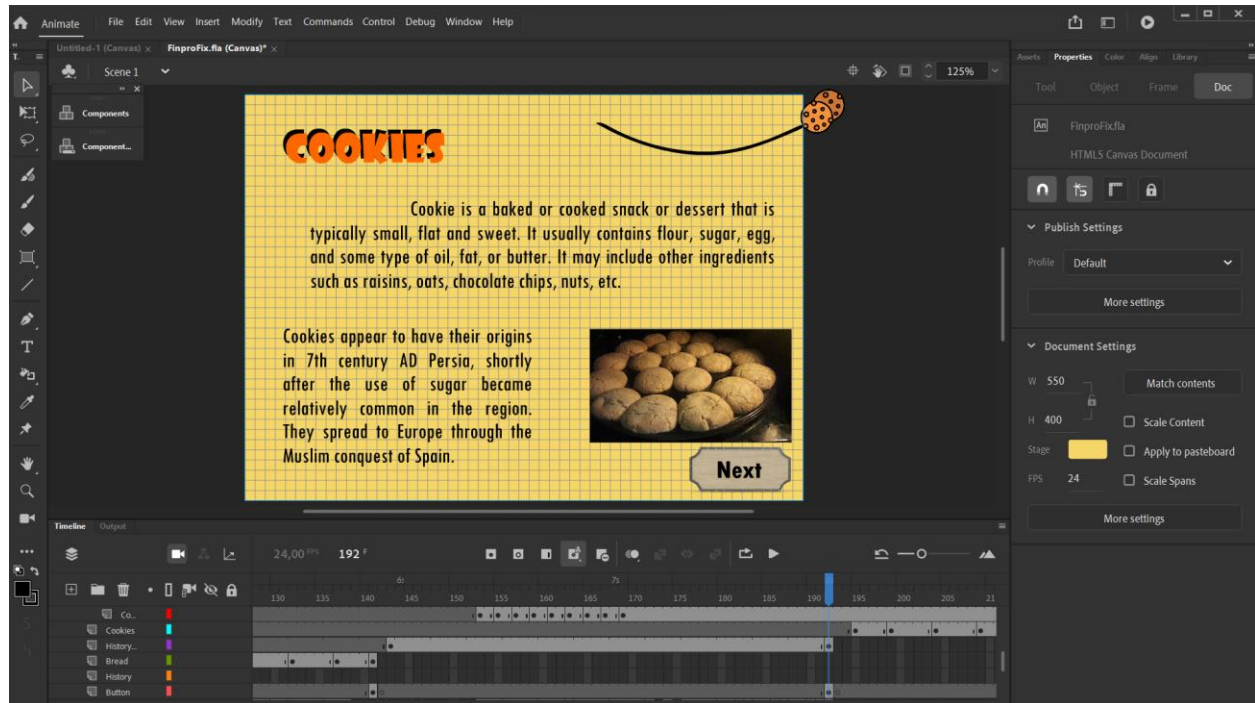 Animate File Edit View Insert Modify Text Commands Control Debug Window Help
Untitled-1 (Canvas) × FinproFix.fla (Canvas)* ×
Scene 1
125%
Components
Component...
COOKIES
Cookie is a baked or cooked snack or dessert that is
typically small, flat and sweet. It usually contains flour, sugar, egg,
and some type of oil, fat, or butter. It may include other ingredients
such as raisins, oats, chocolate chips, nuts, etc.
Cookies appear to have their origins
in 7th century AD Persia, shortly
after the use of sugar became
relatively common in the region.
They spread to Europe through the
Muslim conquest of Spain.
Next
Assets Properties Color Align Library
Tool Object Frame Doc
An FinproFix.fla
HTML5 Canvas Document
Publish Settings
Profile Default
More settings
Document Settings
W 550 Match contents
H 400 Scale Content
Stage Apply to pasteboard
FPS 24 Scale Spans
More settings
Timeline Output
24,00 FPS 192 F
6s 7s
130 135 140 145 150 155 160 165 170 175 180 185 190 195 200 205 21
Co...
Cookies
History...
Bread
History
Button